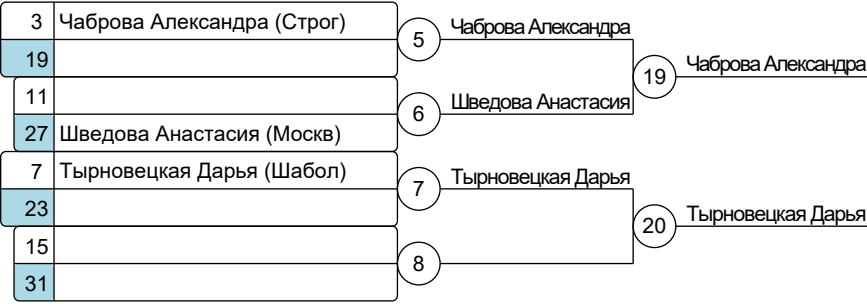 3 Чаброва Александра (Строг)
19
5
Чаброва Александра
11
27 Шведова Анастасия (Москв)
6
Шведова Анастасия
19
Чаброва Александра
7 Тырновецкая Дарья (Шабол)
23
7
Тырновецкая Дарья
15
31
8
20
Тырновецкая Дарья